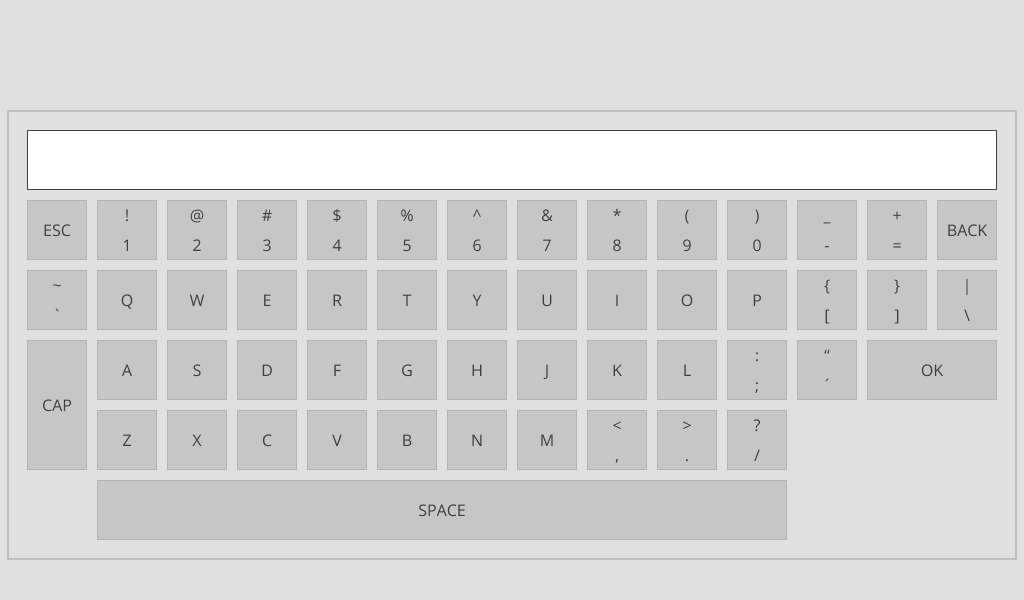 ! @ # $ % ^ & * ( ) _ +
ESC 1 2 3 4 5 6 7 8 9 0 - = BACK
~ { } |
` Q W E R T Y U I O P [ ] \
: “
A S D F G H J K L ; ´ OK
CAP
< > ?
Z X C V B N M , . /
SPACE